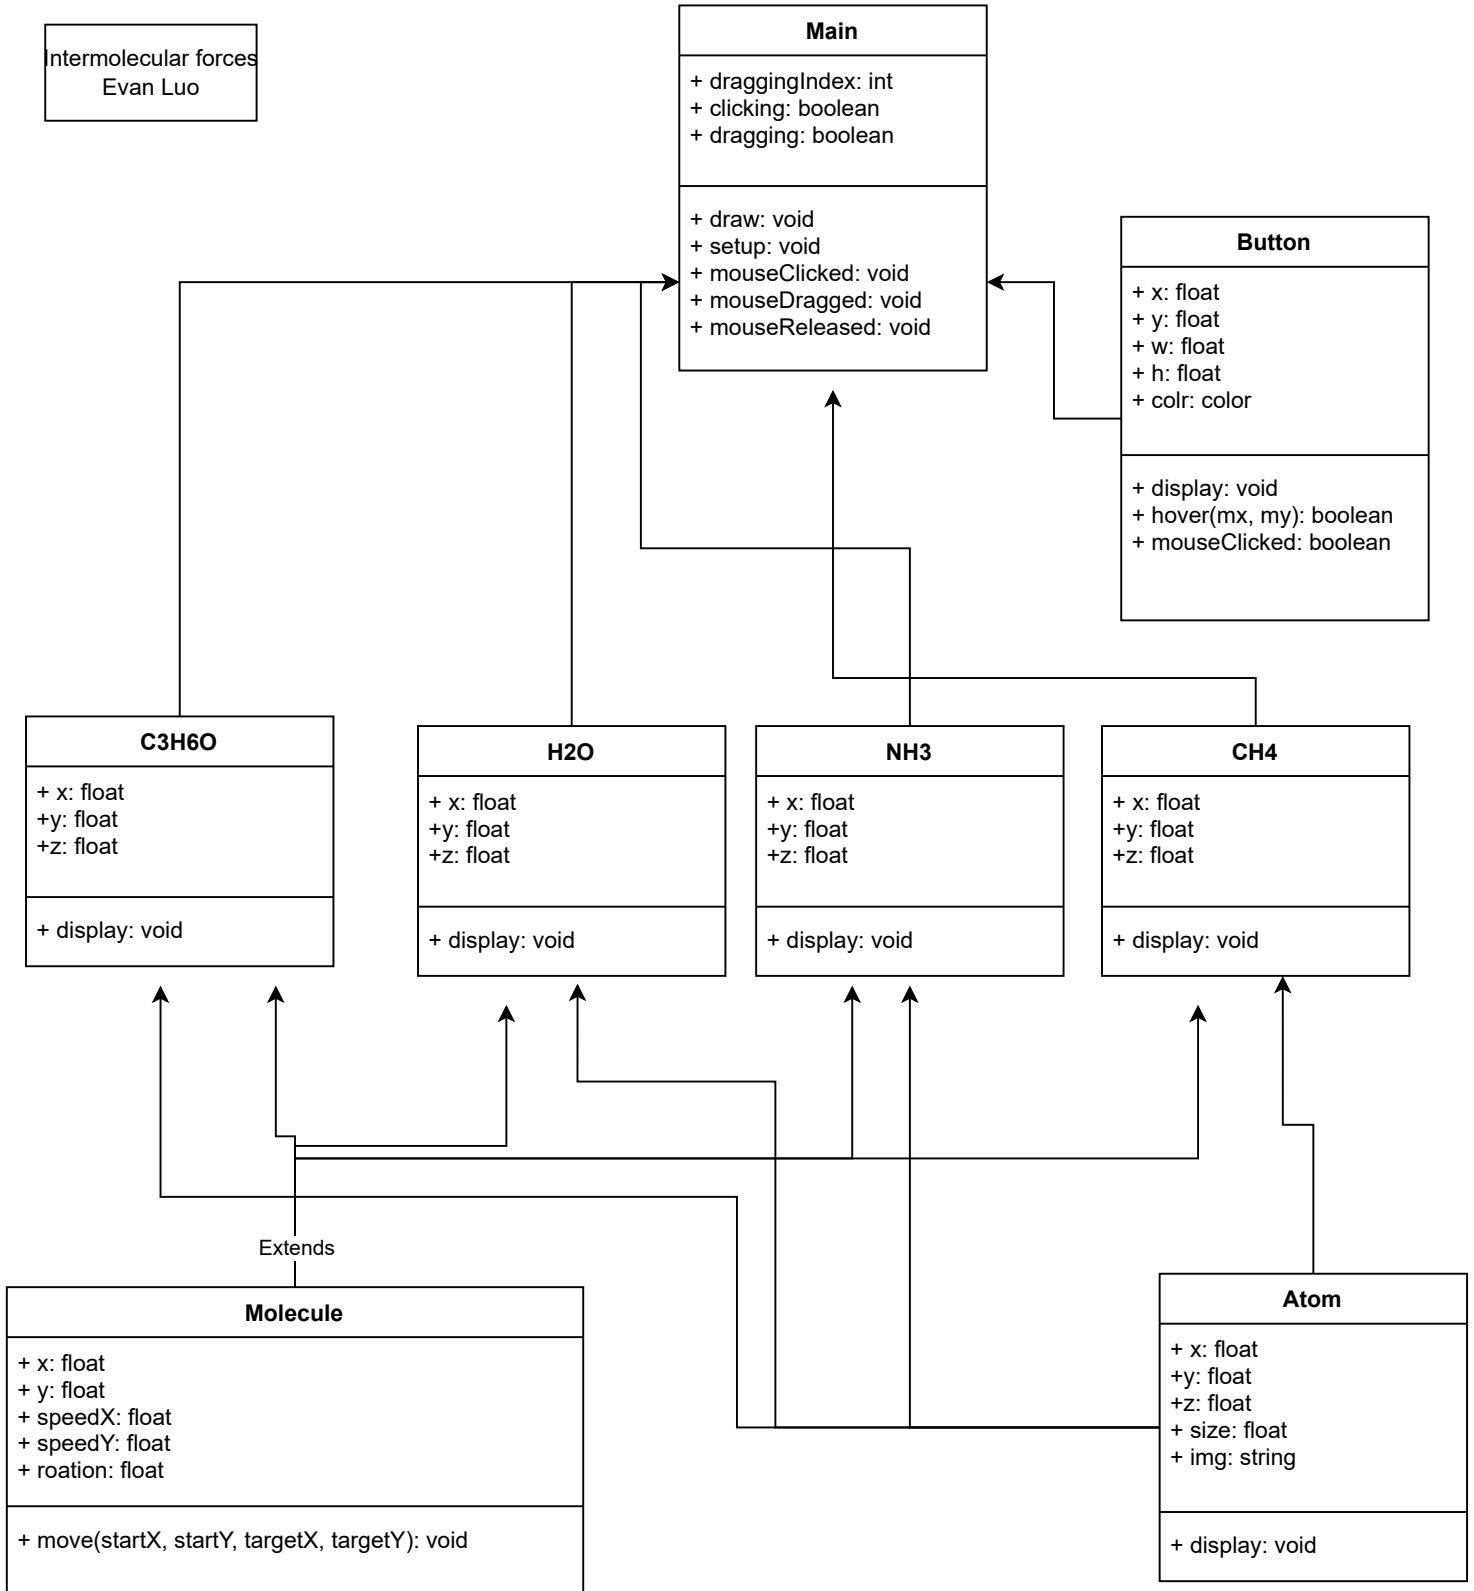 Intermolecular forces
Evan Luo
Main
+ draggingIndex: int
+ clicking: boolean
+ dragging: boolean
+ draw: void
+ setup: void
+ mouseClicked: void
+ mouseDragged: void
+ mouseReleased: void
Button
+ x: float
+ y: float
+ w: float
+ h: float
+ colr: color
+ display: void
+ hover(mx, my): boolean
+ mouseClicked: boolean
C3H6O
+ x: float
+y: float
+z: float
+ display: void
H2O
+ x: float
+y: float
+z: float
+ display: void
NH3
+ x: float
+y: float
+z: float
+ display: void
CH4
+ x: float
+y: float
+z: float
+ display: void
Extends
Molecule
+ x: float
+ y: float
+ speedX: float
+ speedY: float
+ roation: float
+ move(startX, startY, targetX, targetY): void
Atom
+ x: float
+y: float
+z: float
+ size: float
+ img: string
+ display: void